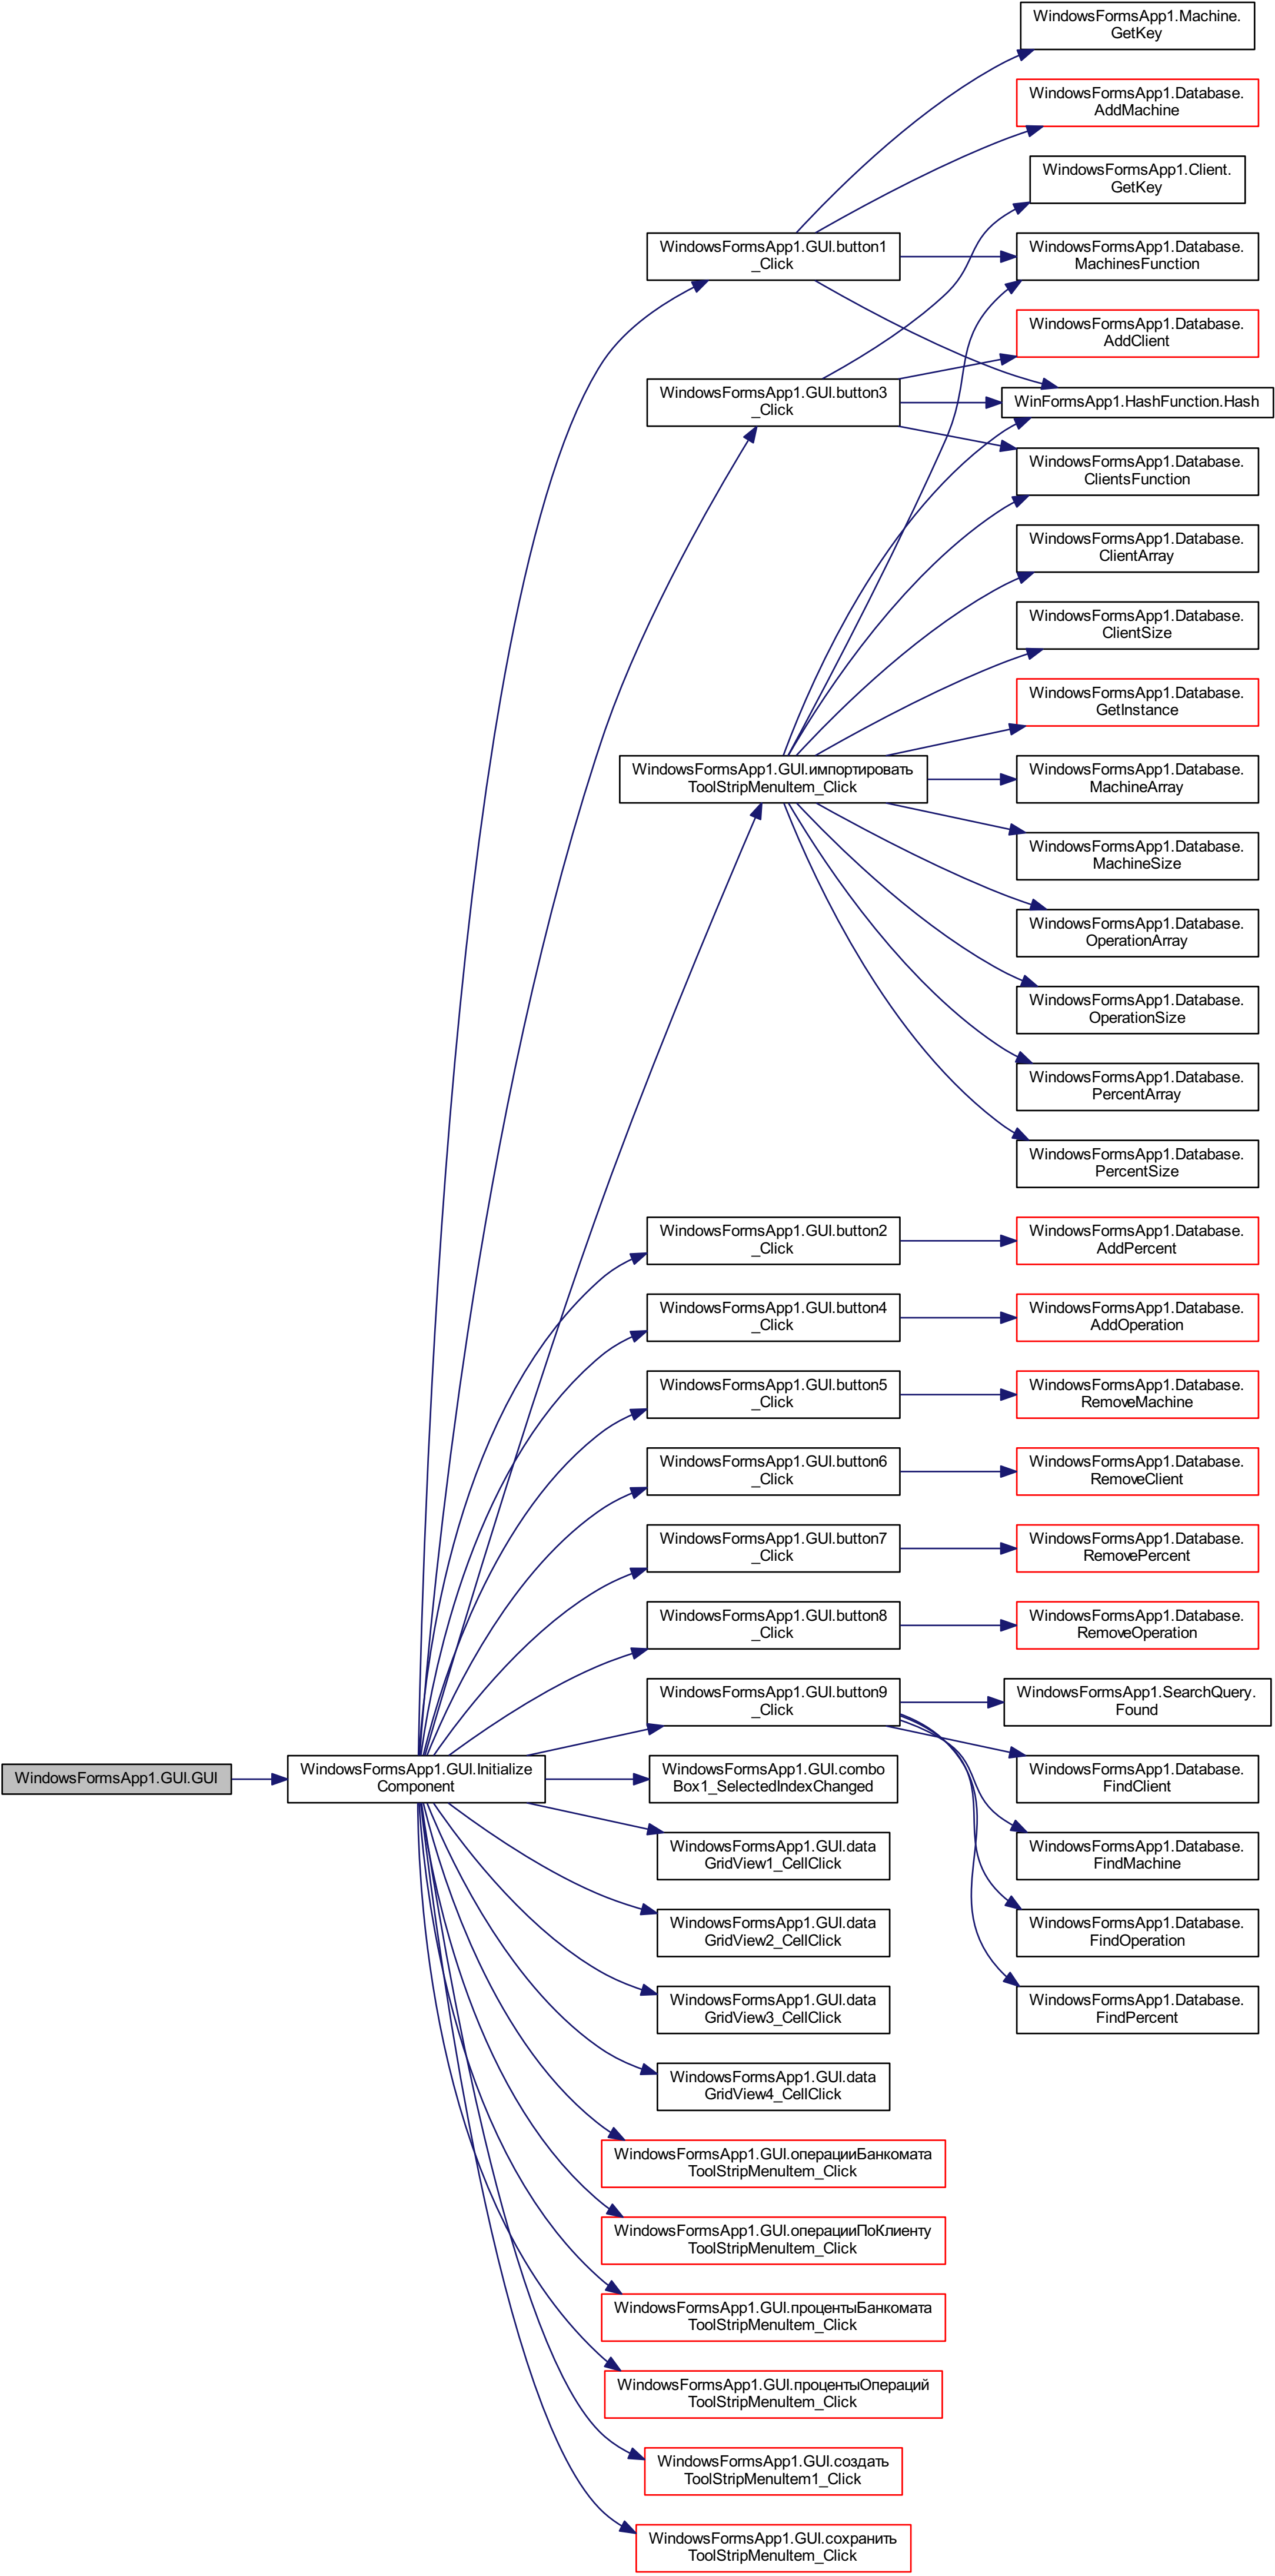 WindowsFormsApp1.Machine.
GetKey
WindowsFormsApp1.Database.
AddMachine
WindowsFormsApp1.Client.
GetKey
WindowsFormsApp1.GUI.button1
_Click
WindowsFormsApp1.Database.
MachinesFunction
WindowsFormsApp1.Database.
AddClient
WindowsFormsApp1.GUI.button3
_Click
WinFormsApp1.HashFunction.Hash
WindowsFormsApp1.Database.
ClientsFunction
WindowsFormsApp1.Database.
ClientArray
WindowsFormsApp1.Database.
ClientSize
WindowsFormsApp1.Database.
GetInstance
WindowsFormsApp1.GUI.импортировать
ToolStripMenuItem_Click
WindowsFormsApp1.Database.
MachineArray
WindowsFormsApp1.Database.
MachineSize
WindowsFormsApp1.Database.
OperationArray
WindowsFormsApp1.Database.
OperationSize
WindowsFormsApp1.Database.
PercentArray
WindowsFormsApp1.Database.
PercentSize
WindowsFormsApp1.GUI.button2
_Click
WindowsFormsApp1.Database.
AddPercent
WindowsFormsApp1.GUI.button4
_Click
WindowsFormsApp1.Database.
AddOperation
WindowsFormsApp1.GUI.button5
_Click
WindowsFormsApp1.Database.
RemoveMachine
WindowsFormsApp1.GUI.button6
_Click
WindowsFormsApp1.Database.
RemoveClient
WindowsFormsApp1.GUI.button7
_Click
WindowsFormsApp1.Database.
RemovePercent
WindowsFormsApp1.GUI.button8
_Click
WindowsFormsApp1.Database.
RemoveOperation
WindowsFormsApp1.GUI.button9
_Click
WindowsFormsApp1.SearchQuery.
Found
WindowsFormsApp1.GUI.GUI
WindowsFormsApp1.GUI.Initialize
Component
WindowsFormsApp1.GUI.combo
Box1_SelectedIndexChanged
WindowsFormsApp1.Database.
FindClient
WindowsFormsApp1.GUI.data
GridView1_CellClick
WindowsFormsApp1.Database.
FindMachine
WindowsFormsApp1.GUI.data
GridView2_CellClick
WindowsFormsApp1.Database.
FindOperation
WindowsFormsApp1.GUI.data
GridView3_CellClick
WindowsFormsApp1.Database.
FindPercent
WindowsFormsApp1.GUI.data
GridView4_CellClick
WindowsFormsApp1.GUI.операцииБанкомата
ToolStripMenuItem_Click
WindowsFormsApp1.GUI.операцииПоКлиенту
ToolStripMenuItem_Click
WindowsFormsApp1.GUI.процентыБанкомата
ToolStripMenuItem_Click
WindowsFormsApp1.GUI.процентыОпераций
ToolStripMenuItem_Click
WindowsFormsApp1.GUI.создать
ToolStripMenuItem1_Click
WindowsFormsApp1.GUI.сохранить
ToolStripMenuItem_Click